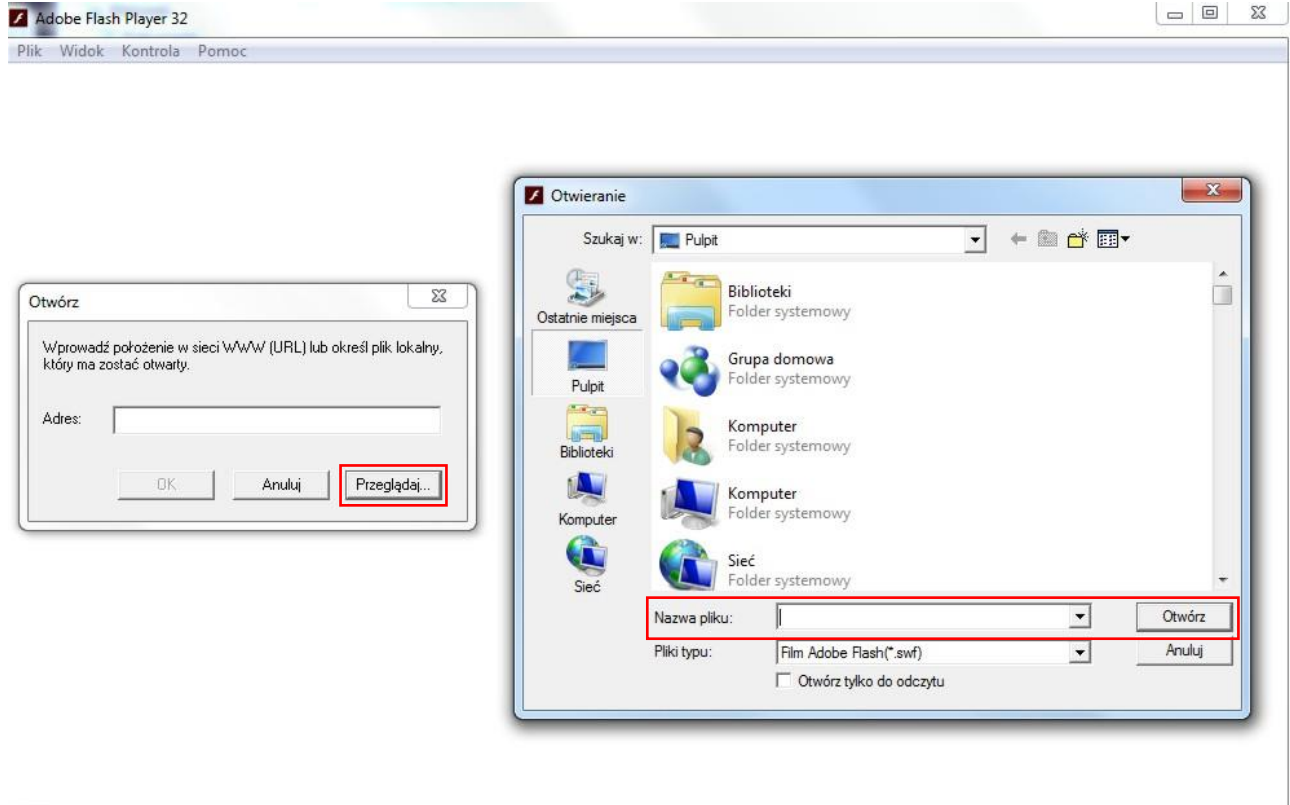 Adobe Flash Player 32
Plik Widok Kontrola Pomoc
Otwórz
Wprowadź położenie w sieci WWW (URL) lub określ plik lokalny,
który ma zostać otwarty.
Adres:
OK Anuluj Przeglądaj...
Otwieranie
Szukaj w: Pulpit
Ostatnie miejsca
Pulpit
Biblioteki
Komputer
Sieć
Biblioteki
Folder systemowy
Grupa domowa
Folder systemowy
Komputer
Folder systemowy
Komputer
Folder systemowy
Sieć
Folder systemowy
Nazwa pliku: Otwórz
Pliki typu: Film Adobe Flash(*.swf) Anuluj
Otwórz tylko do odczytu